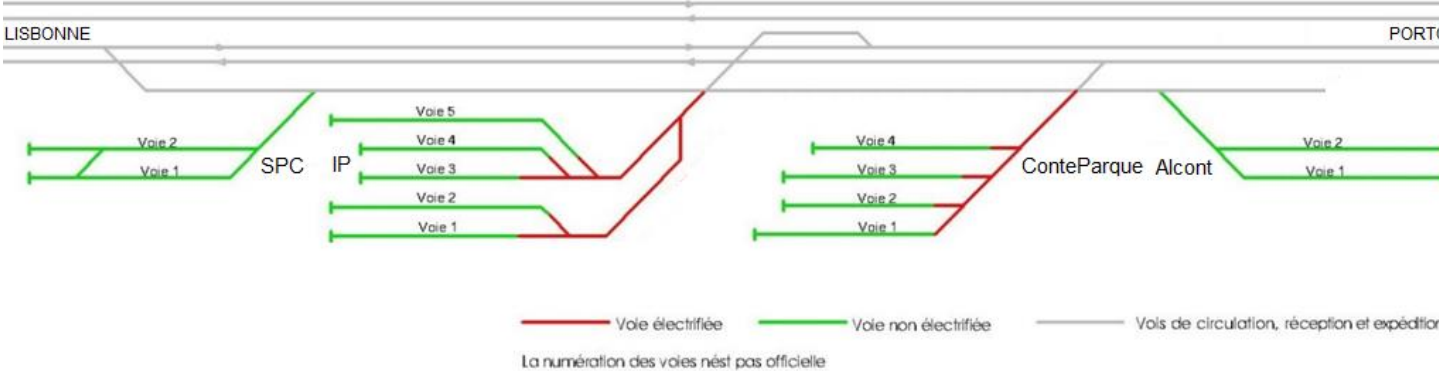 LISBONNE
PORTO
Voie 5
Voie 2
Voie 4
Voie 4
Voie 2
Voie 1
SPC
IP
Voie 3
Voie 3
ConteParque
Alcont
Voie 1
Voie 2
Voie 2
Voie 1
Voie 1
Voie électrifiée
Voie non électrifiée
Vois de circulation, réception et expédition
La numération des voies nést pas officielle